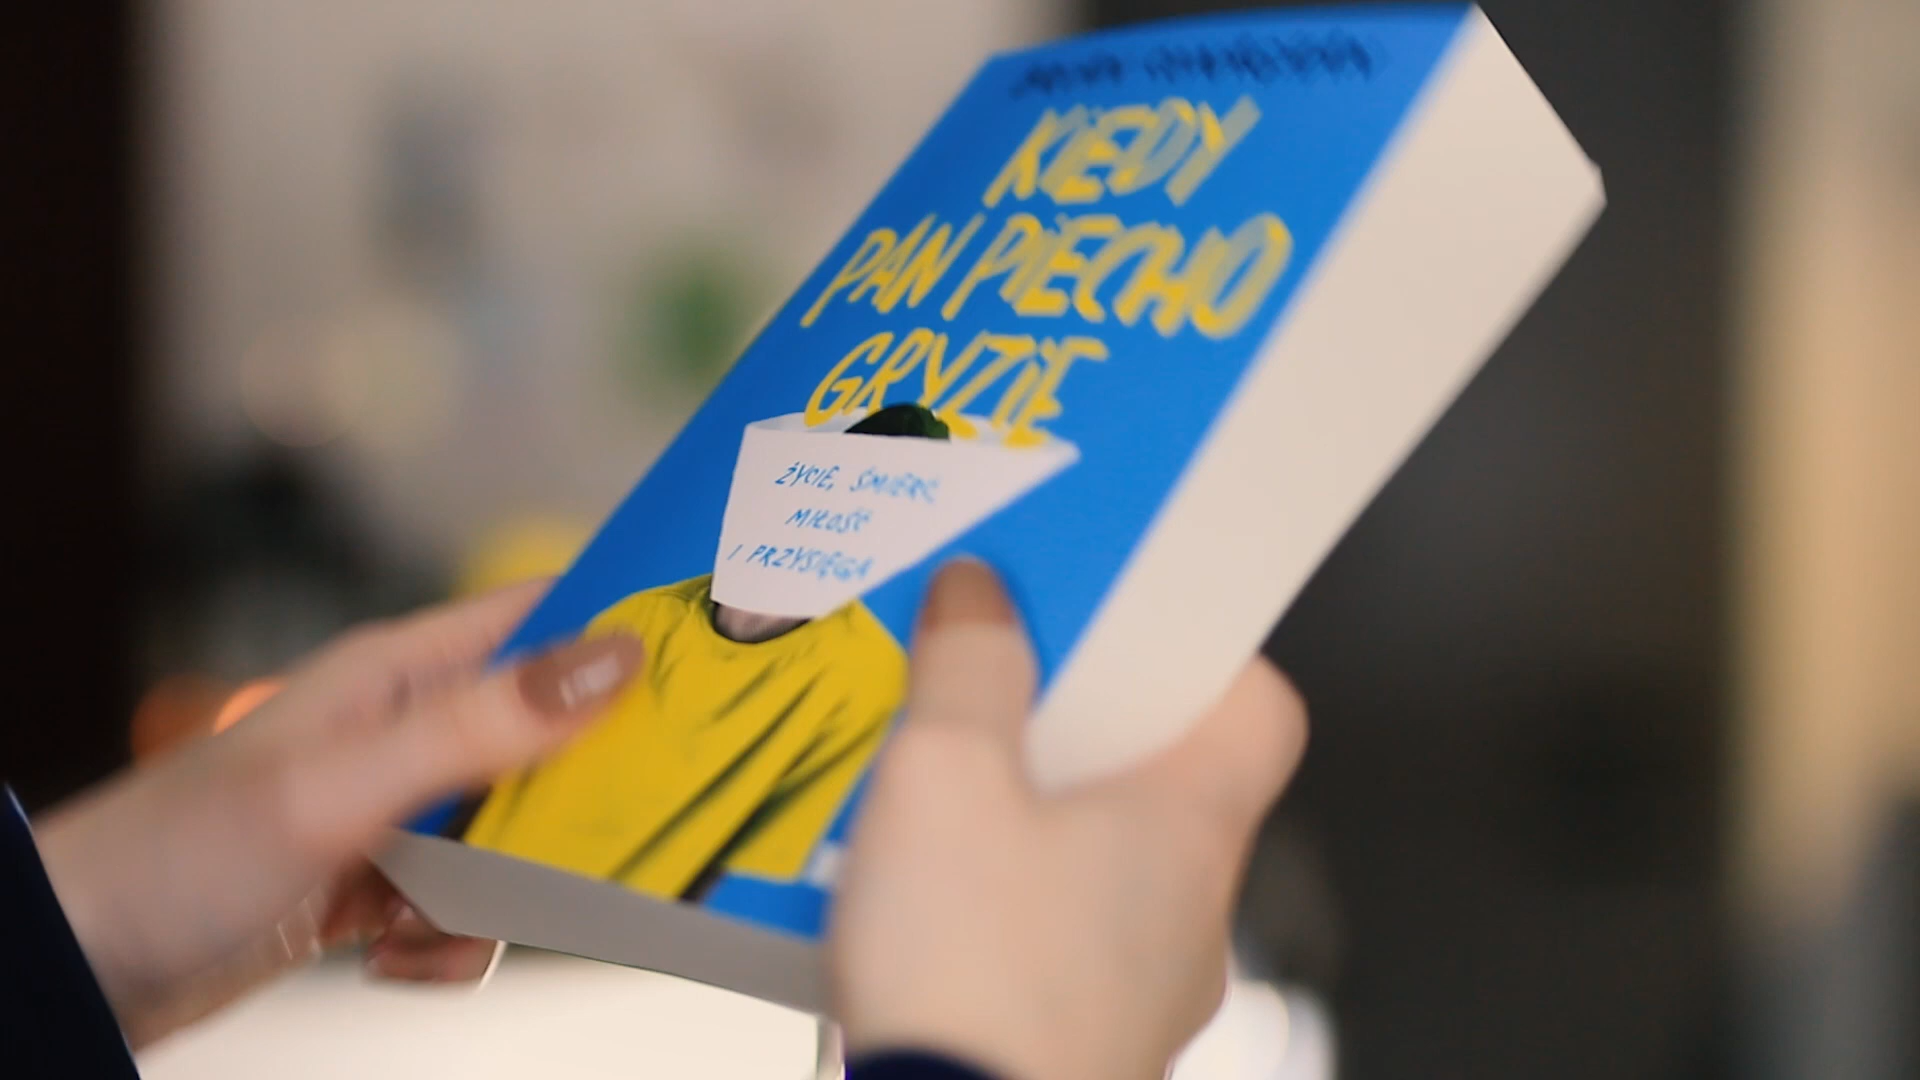 KIEDY
PAN PIECHO
GRYZIE
ŻYCIE, ŚMIERĆ,
MIŁOŚĆ
I PRZYSIĘGA